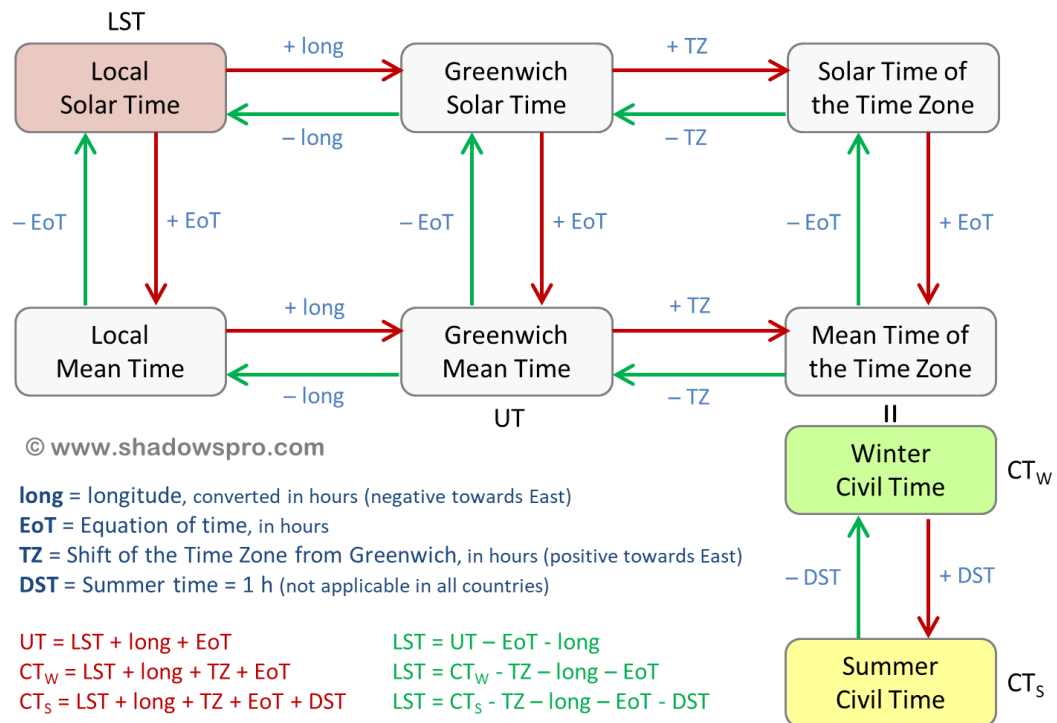 LST
Local
Solar Time
+ long
– long
Greenwich
Solar Time
+ TZ
– TZ
Solar Time of
the Time Zone
– EoT
+ EoT
– EoT
+ EoT
– EoT
+ EoT
Local
Mean Time
+ long
– long
Greenwich
Mean Time
UT
+ TZ
– TZ
Mean Time of
the Time Zone
=
© www.shadowspro.com
Winter
Civil Time
CTW
long = longitude, converted in hours (negative towards East)
EoT = Equation of time, in hours
TZ = Shift of the Time Zone from Greenwich, in hours (positive towards East)
DST = Summer time = 1 h (not applicable in all countries)
– DST
+ DST
UT = LST + long + EoT
CTW = LST + long + TZ + EoT
CTS = LST + long + TZ + EoT + DST
LST = UT – EoT - long
LST = CTW - TZ – long – EoT
LST = CTS - TZ – long – EoT - DST
Summer
Civil Time
CTS